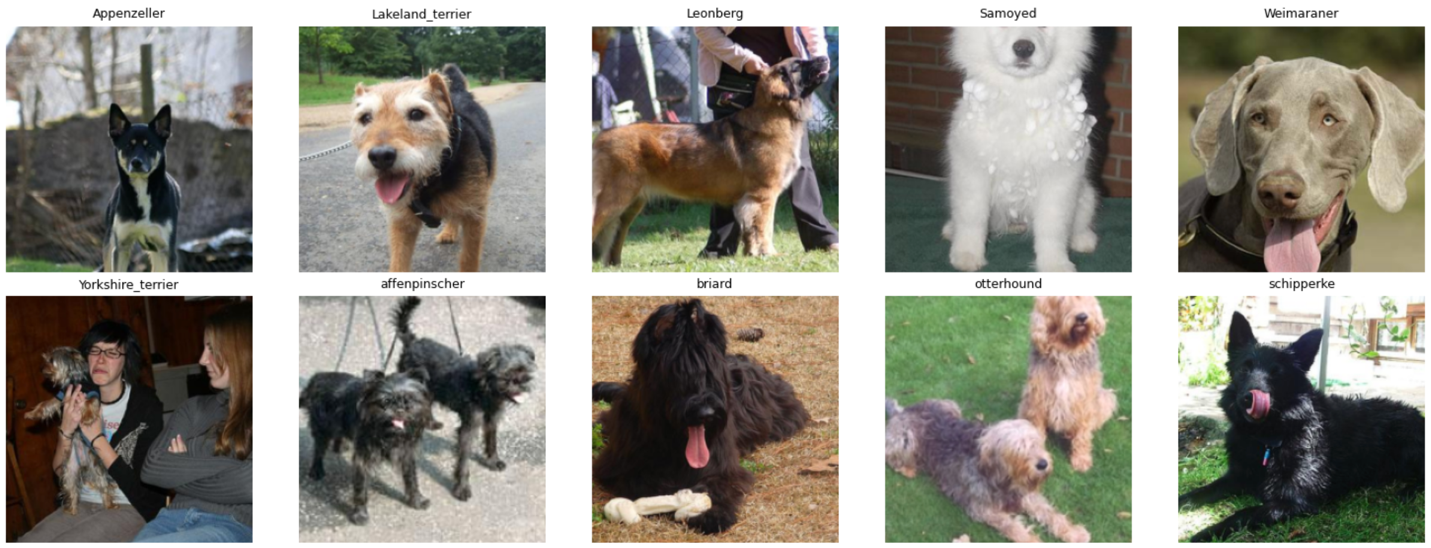 Appenzeller
Lakeland_terrier
Leonberg
Samoyed
Weimaraner
Yorkshire_terrier
affenpinscher
briard
otterhound
schipperke